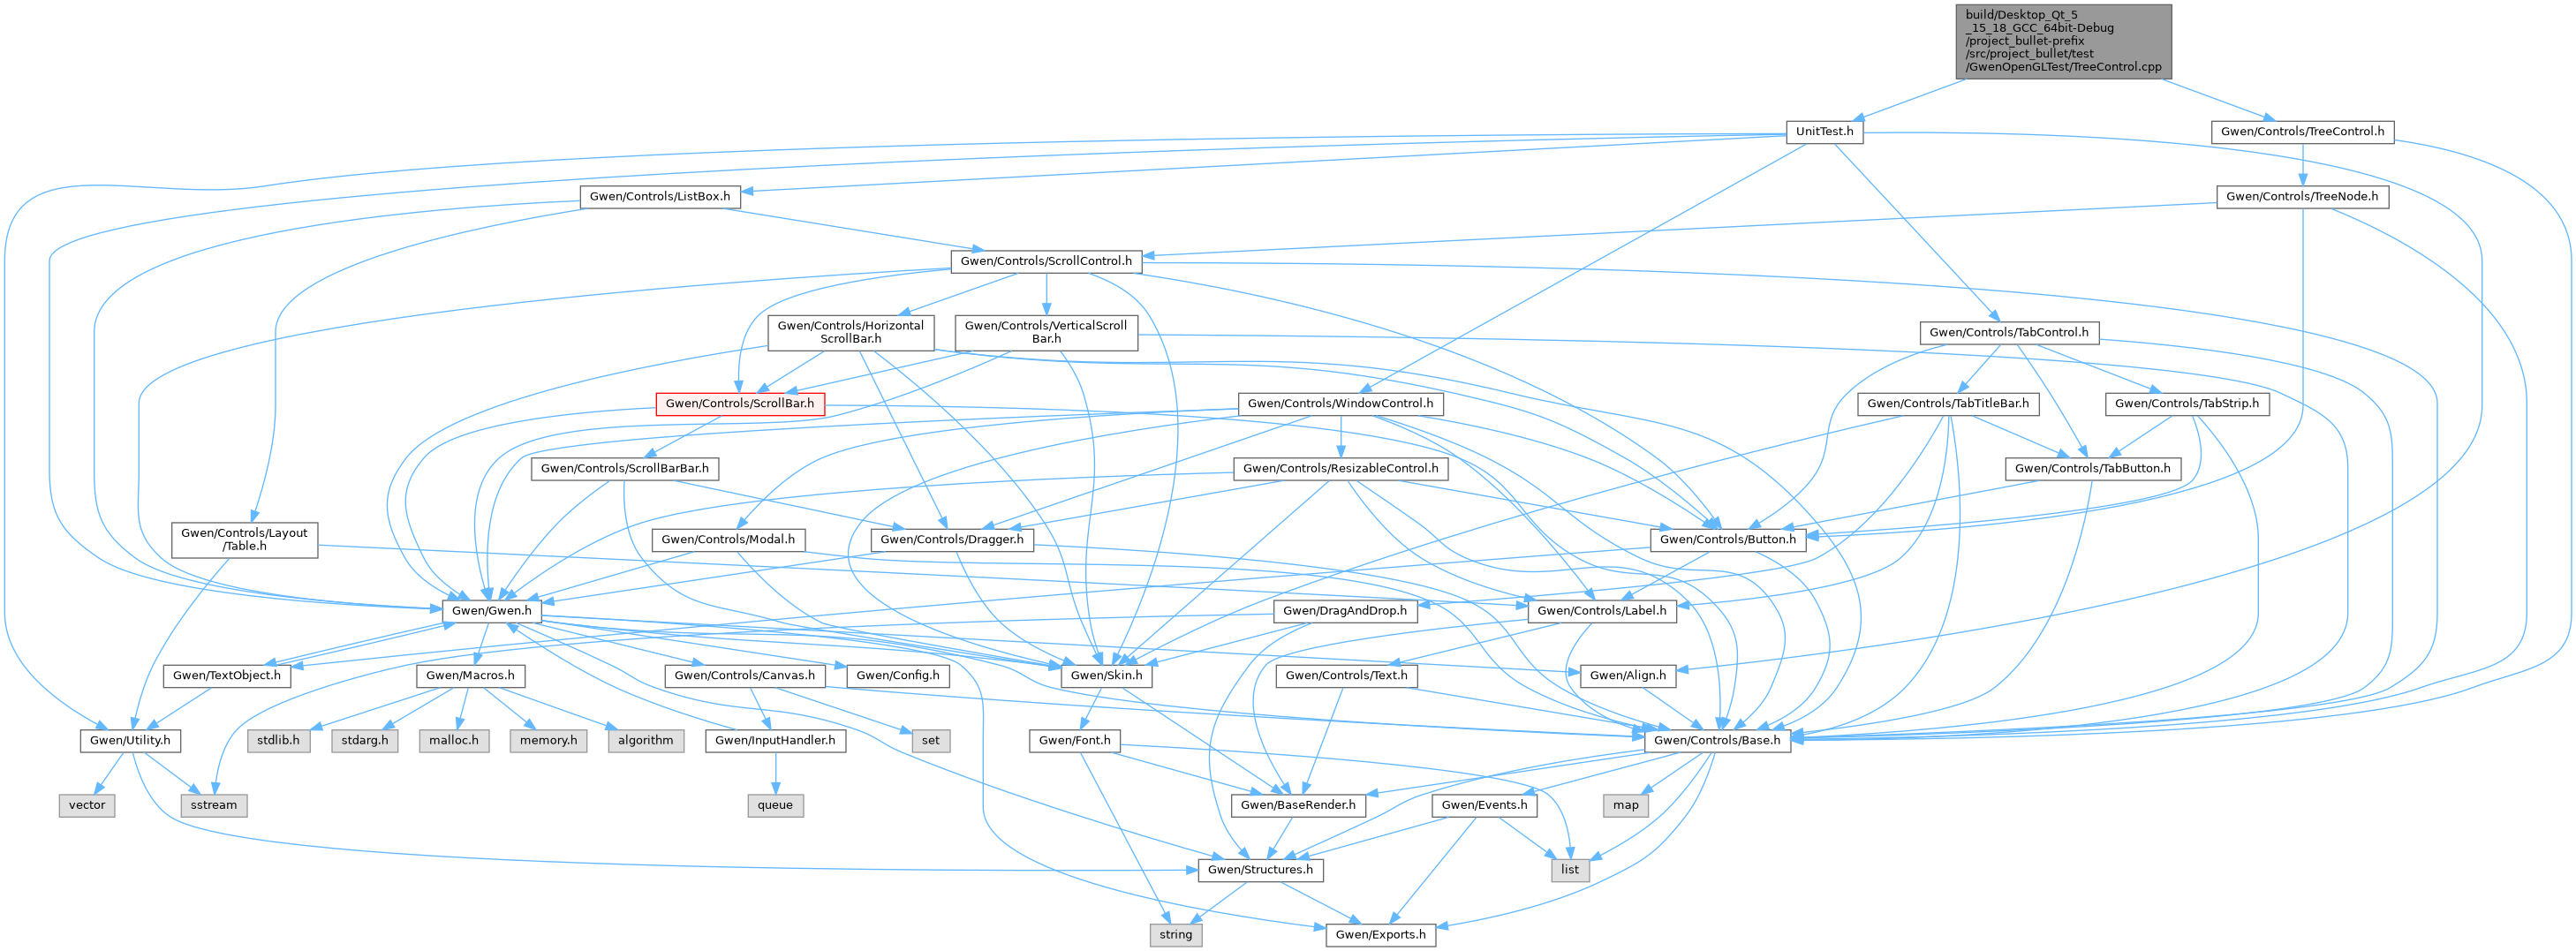 build/Desktop_Qt_5
_15_18_GCC_64bit-Debug
/project_bullet-prefix
/src/project_bullet/test
/GwenOpenGLTest/TreeControl.cpp
UnitTest.h
Gwen/Controls/TreeControl.h
Gwen/Controls/ListBox.h
Gwen/Controls/TreeNode.h
Gwen/Controls/ScrollControl.h
Gwen/Controls/Horizontal
ScrollBar.h
Gwen/Controls/VerticalScroll
Bar.h
Gwen/Controls/TabControl.h
Gwen/Controls/ScrollBar.h
Gwen/Controls/WindowControl.h
Gwen/Controls/TabTitleBar.h
Gwen/Controls/TabStrip.h
Gwen/Controls/ScrollBarBar.h
Gwen/Controls/ResizableControl.h
Gwen/Controls/TabButton.h
Gwen/Controls/Layout
/Table.h
Gwen/Controls/Modal.h
Gwen/Controls/Dragger.h
Gwen/Controls/Button.h
Gwen/Gwen.h
Gwen/DragAndDrop.h
Gwen/Controls/Label.h
Gwen/TextObject.h
Gwen/Macros.h
Gwen/Controls/Canvas.h
Gwen/Config.h
Gwen/Skin.h
Gwen/Controls/Text.h
Gwen/Align.h
Gwen/Utility.h
stdlib.h
stdarg.h
malloc.h
memory.h
algorithm
Gwen/InputHandler.h
set
Gwen/Font.h
Gwen/Controls/Base.h
vector
sstream
queue
Gwen/BaseRender.h
Gwen/Events.h
map
Gwen/Structures.h
list
string
Gwen/Exports.h